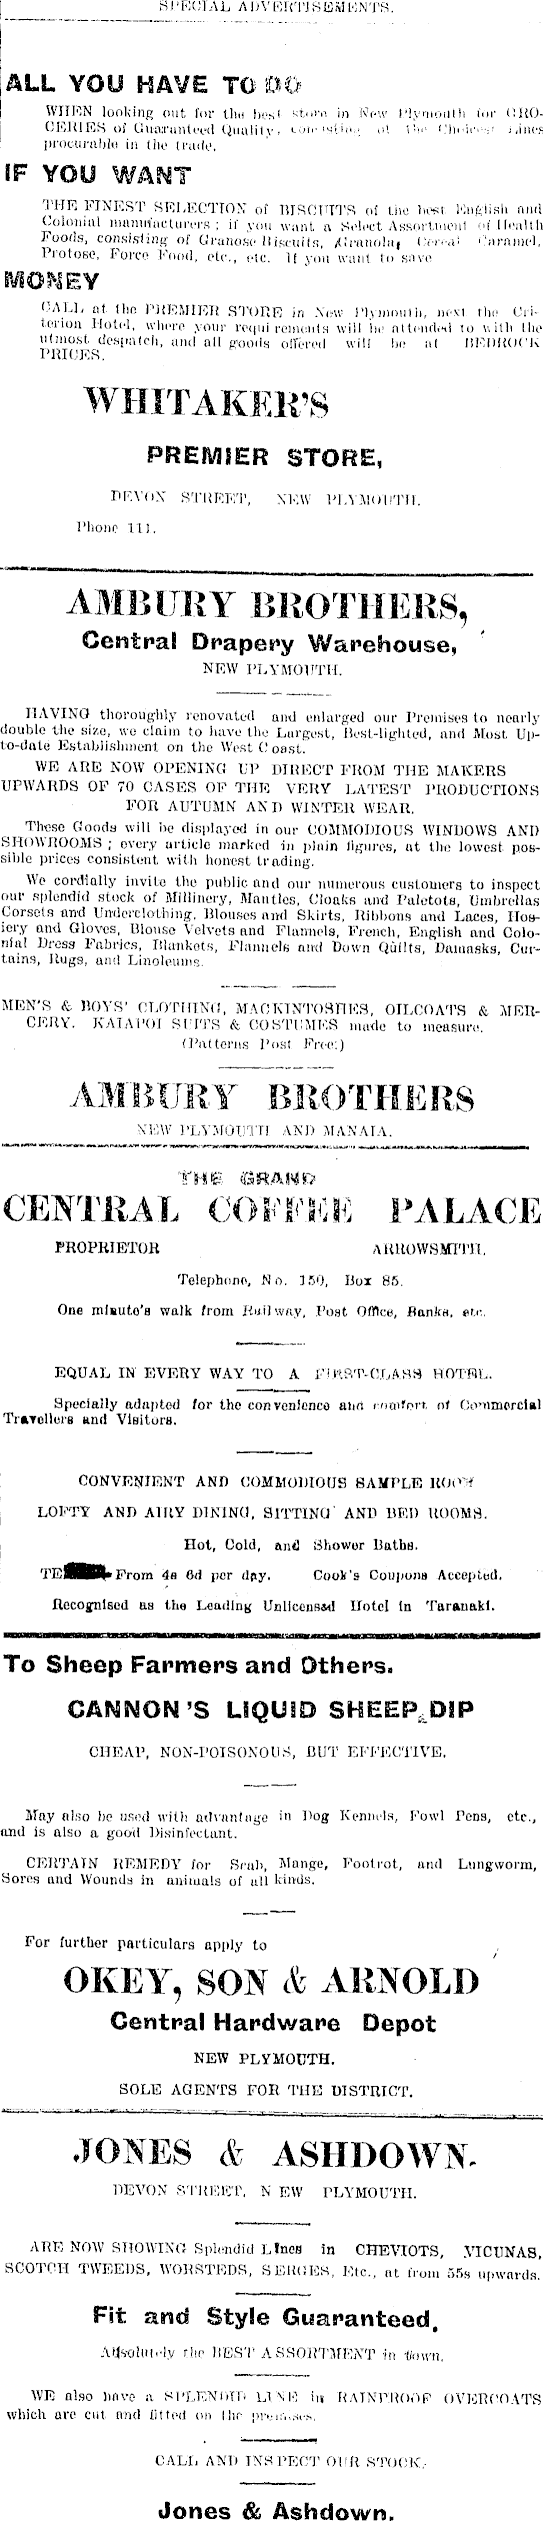 SPECIAL ADVERTISEMENTS.
ALL YOU HAVE TO DO
WHEN looking out for the best store in New Plymouth for GRO-
CERIES of Guaranteed Quality, consisting of the Choicest Lines
procurable in the trade.
IF YOU WANT
THE FINEST SELECTION of BISCUITS of the best English and
Colonial manufacturers; if you want a Select Assortment of Health
Foods, consisting of Granose Biscuits, Granola, Cereal Caramel,
Protose, Force Food, etc., etc. If you want to save
MONEY
CALL at the PREMIER STORE in New Plymouth, next the Cri-
terion Hotel, where your requirements will be attended to with the
utmost despatch, and all goods offered will be at BEDROCK
PRICES.
WHITAKER'S
PREMIER STORE,
DEVON STREET, NEW PLYMOUTH.
Phone 111.
AMBURY BROTHERS,
Central Drapery Warehouse,
NEW PLYMOUTH.
HAVING thoroughly renovated and enlarged our Premises to nearly
double the size, we claim to have the Largest, Best-lighted, and Most Up-
to-date Establishment on the West Coast.
WE ARE NOW OPENING UP DIRECT FROM THE MAKERS
UPWARDS OF 70 CASES OF THE VERY LATEST PRODUCTIONS
FOR AUTUMN AND WINTER WEAR.
These Goods will be displayed in our COMMODIOUS WINDOWS AND
SHOWROOMS; every article marked in plain figures, at the lowest pos-
sible prices consistent with honest trading.
We cordially invite the public and our numerous customers to inspect
our splendid stock of Millinery, Mantles, Cloaks and Paletots, Umbrellas
Corsets and Underclothing, Blouses and Skirts, Ribbons and Laces, Hos-
iery and Gloves, Blouse Velvets and Flannels, French, English and Colo-
nial Dress Fabrics, Blankets, Flannels and Down Quilts, Damasks, Cur-
tains, Rugs, and Linoleums.
MEN'S & BOYS' CLOTHING, MACKINTOSHES, OILCOATS & MER-
CERY. KAIAPOI SUITS & COSTUMES made to measure.
(Patterns Post Free.)
AMBURY BROTHERS
NEW PLYMOUTH AND MANAIA.
THE GRAND
CENTRAL COFFEE PALACE
PROPRIETOR ARROWSMITH.
Telephone, No. 150, Box 85.
One minute's walk from Railway, Post Office, Banks, etc.
EQUAL IN EVERY WAY TO A FIRST-CLASS HOTEL.
Specially adapted for the convenience and comfort of Commercial
Travellers and Visitors.
CONVENIENT AND COMMODIOUS SAMPLE ROOM
LOFTY AND AIRY DINING, SITTING AND BED ROOMS.
Hot, Cold, and Shower Baths.
TE From 4s 6d per day. Cook's Coupons Accepted.
Recognised as the Leading Unlicensed Hotel in Taranaki.
To Sheep Farmers and Others.
CANNON'S LIQUID SHEEP DIP
CHEAP, NON-POISONOUS, BUT EFFECTIVE.
May also be used with advantage in Dog Kennels, Fowl Pens, etc.,
and is also a good Disinfectant.
CERTAIN REMEDY for Scab, Mange, Footrot, and Lungworm,
Sores and Wounds in animals of all kinds.
For further particulars apply to
OKEY, SON & ARNOLD
Central Hardware Depot
NEW PLYMOUTH.
SOLE AGENTS FOR THE DISTRICT.
JONES & ASHDOWN.
DEVON STREET, NEW PLYMOUTH.
ARE NOW SHOWING Splendid Lines in CHEVIOTS, VICUNAS,
SCOTCH TWEEDS, WORSTEDS, SERGES, Etc., at from 55s upwards.
Fit and Style Guaranteed.
Absolutely the BEST ASSORTMENT in town.
WE also have a SPLENDID LINE in RAINPROOF OVERCOATS
which are cut and fitted on the premises.
CALL AND INSPECT OUR STOCK.
Jones & Ashdown.